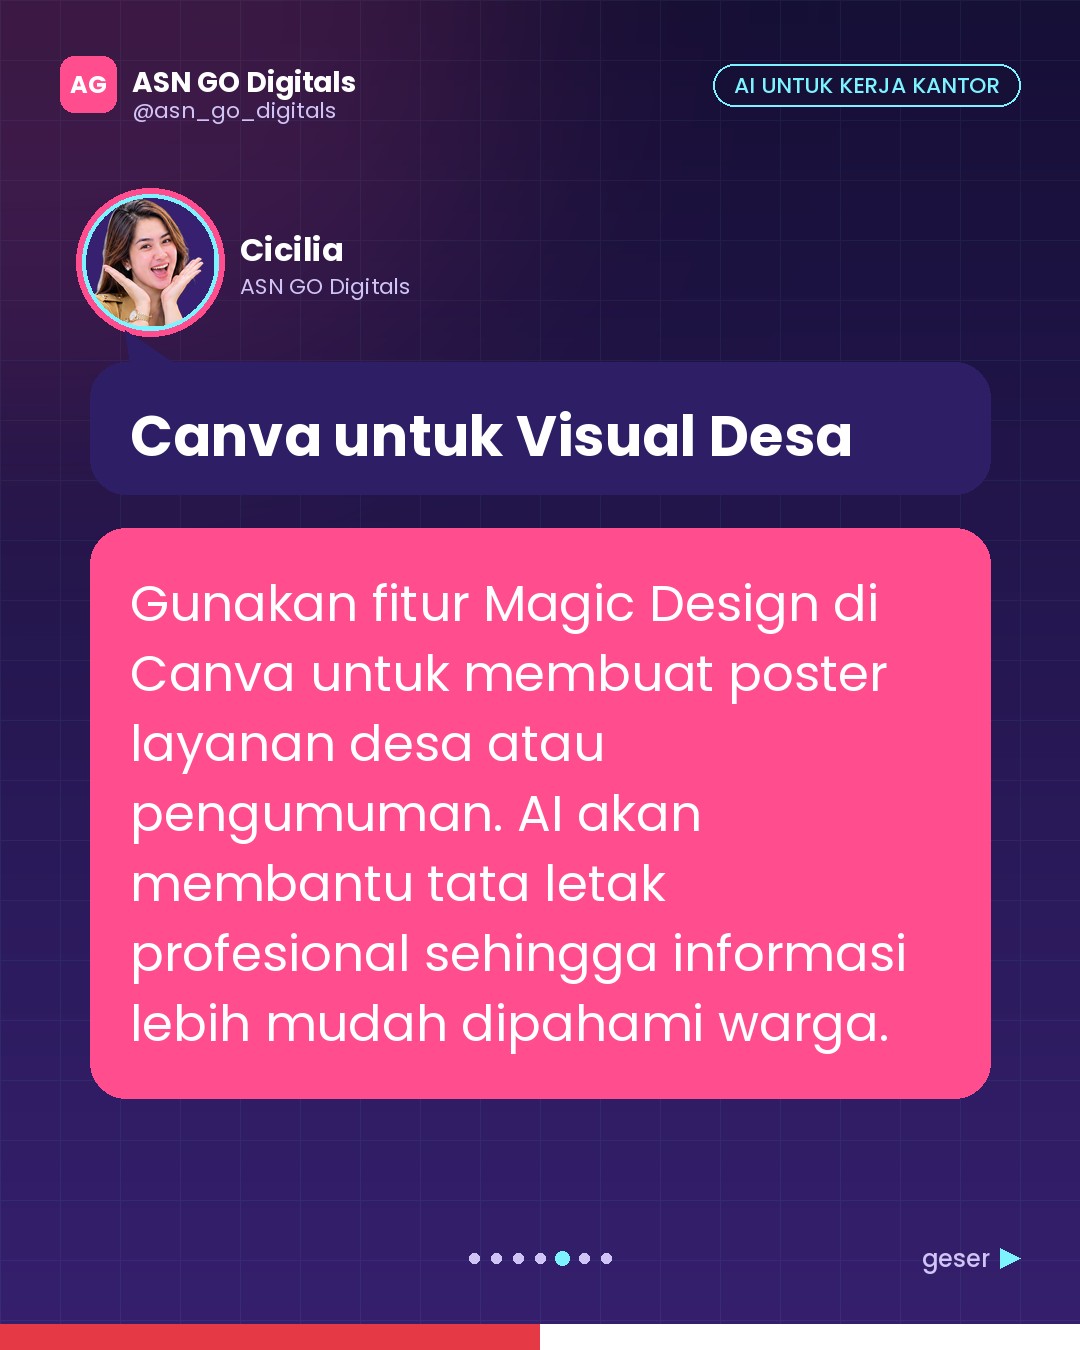 AG
ASN GO Digitals
@asn_go_digitals
AI UNTUK KERJA KANTOR
Cicilia
ASN GO Digitals
Canva untuk Visual Desa
Gunakan fitur Magic Design di
Canva untuk membuat poster
layanan desa atau
pengumuman. AI akan
membantu tata letak
profesional sehingga informasi
lebih mudah dipahami warga.
geser